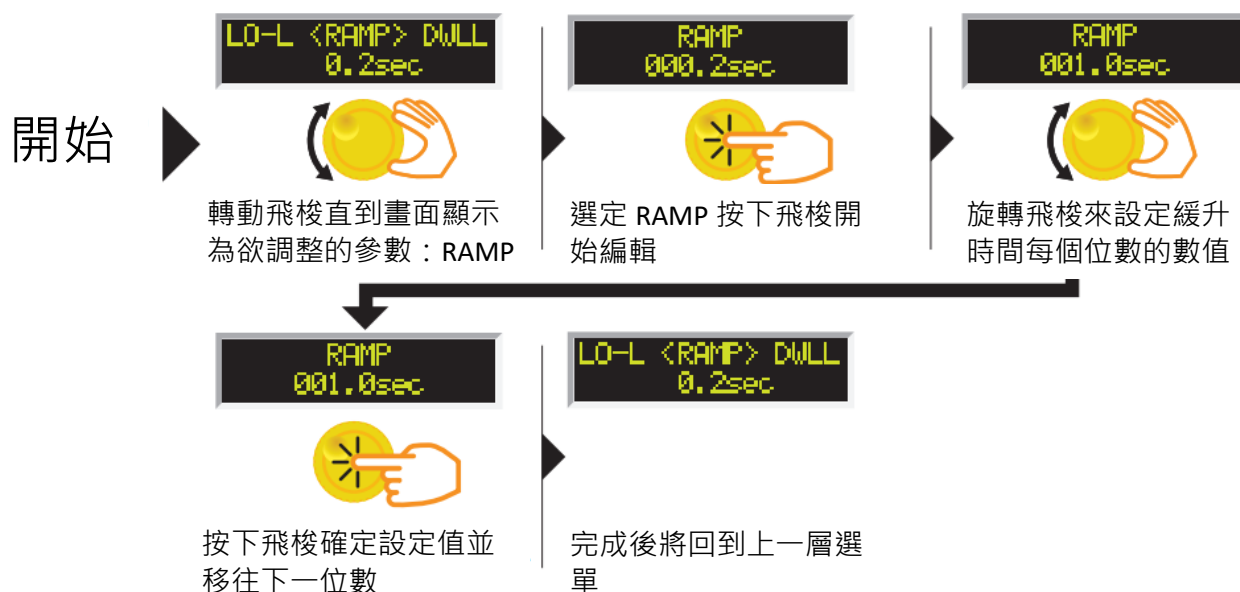 LO-L <RAMP> DWLL
0.2sec
RAMP
000.2sec
RAMP
001.0sec
開始
轉動飛梭直到畫面顯示
為欲調整的參數：RAMP
選定 RAMP 按下飛梭開
始編輯
旋轉飛梭來設定緩升
時間每個位數的數值
RAMP
001.0sec
LO-L <RAMP> DWLL
0.2sec
按下飛梭確定設定值並
移往下一位數
完成後將回到上一層選
單